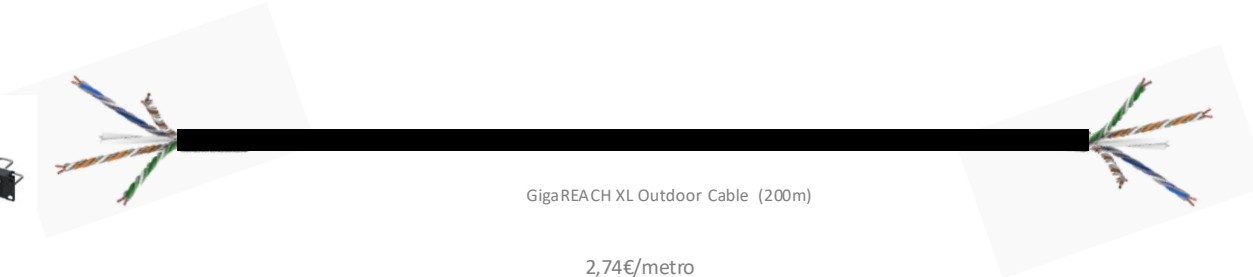 GigaREACH XL Outdoor Cable (200m)
2,74€/metro